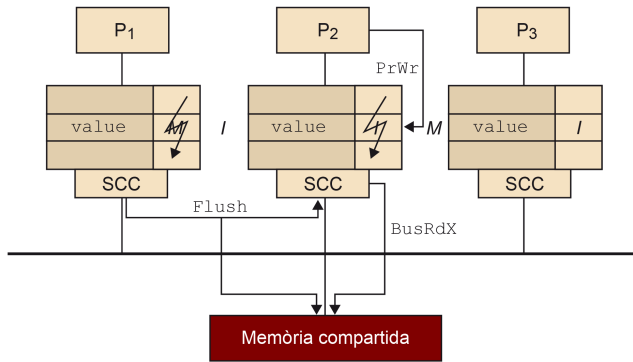 P1 P2 P3
PrWr
value M I value I M value I
SCC SCC SCC
Flush
BusRdX
Memòria compartida